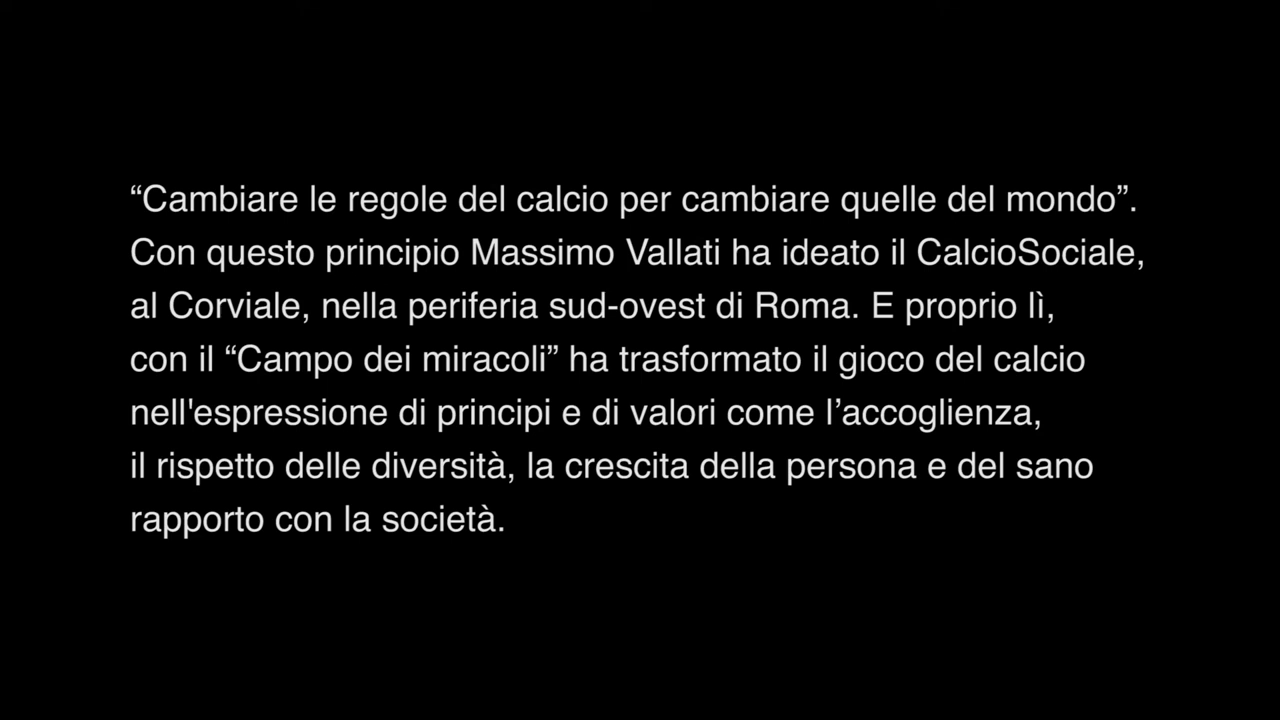 “Cambiare le regole del calcio per cambiare quelle del mondo”.
Con questo principio Massimo Vallati ha ideato il CalcioSociale,
al Corviale, nella periferia sud-ovest di Roma. E proprio lì,
con il “Campo dei miracoli” ha trasformato il gioco del calcio
nell'espressione di principi e di valori come l’accoglienza,
il rispetto delle diversità, la crescita della persona e del sano
rapporto con la società.